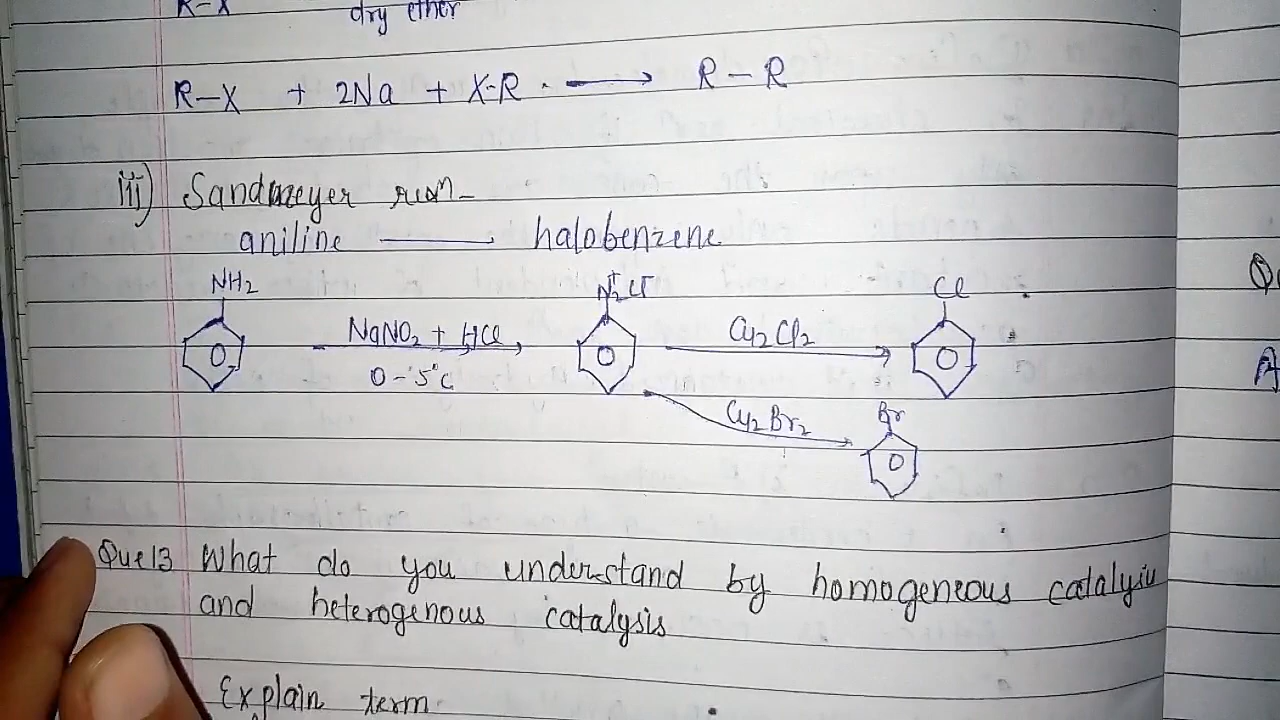 R-X dry ether
R-X + 2Na + X-R . → R-R
iii) Sandmeyer rxn-
aniline → halobenzene
NH2 N2+Cl- Cl
NaNO2 + HCl Cu2Cl2
0-5°C
Cu2Br2 Br
Que13 What do you understand by homogeneous catalysis
and heterogenous catalysis
Explain term